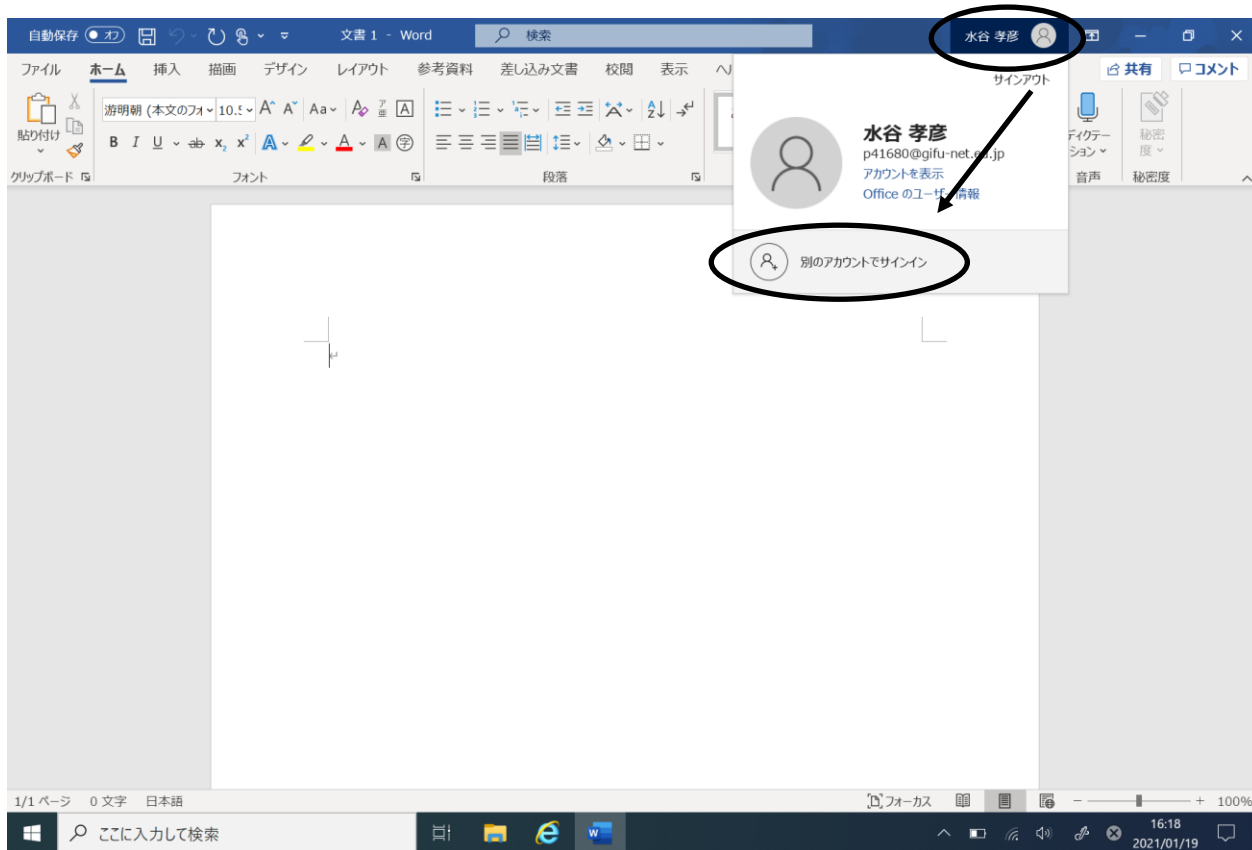 自動保存 オフ 文書 1 - Word 検索 水谷 孝彦
ファイル ホーム 挿入 描画 デザイン レイアウト 参考資料 差し込み文書 校閲 表示 共有 コメント
サインアウト
貼り付け 游明朝 (本文のフォ 10.5 A A Aa A A
B I U ab x₂ x² A A A 字
水谷 孝彦
p41680@gifu-net.ed.jp
アカウントを表示
Office のユーザー情報
ディクテー
ション
秘密
度
クリップボード フォント 段落 音声 秘密度
別のアカウントでサインイン
1/1 ページ 0 文字 日本語 フォーカス 100%
ここに入力して検索 16:18
2021/01/19